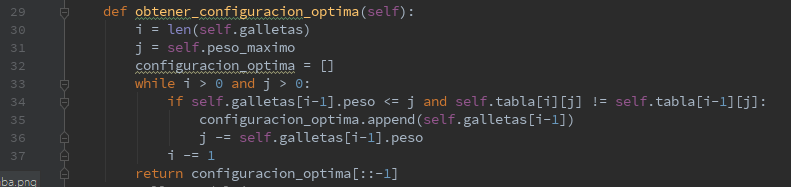 29 def obtener_configuracion_optima(self):
30 i = len(self.galletas)
31 j = self.peso_maximo
32 configuracion_optima = []
33 while i > 0 and j > 0:
34 if self.galletas[i-1].peso <= j and self.tabla[i][j] != self.tabla[i-1][j]:
35 configuracion_optima.append(self.galletas[i-1])
36 j -= self.galletas[i-1].peso
37 i -= 1
return configuracion_optima[::-1]
ba.png